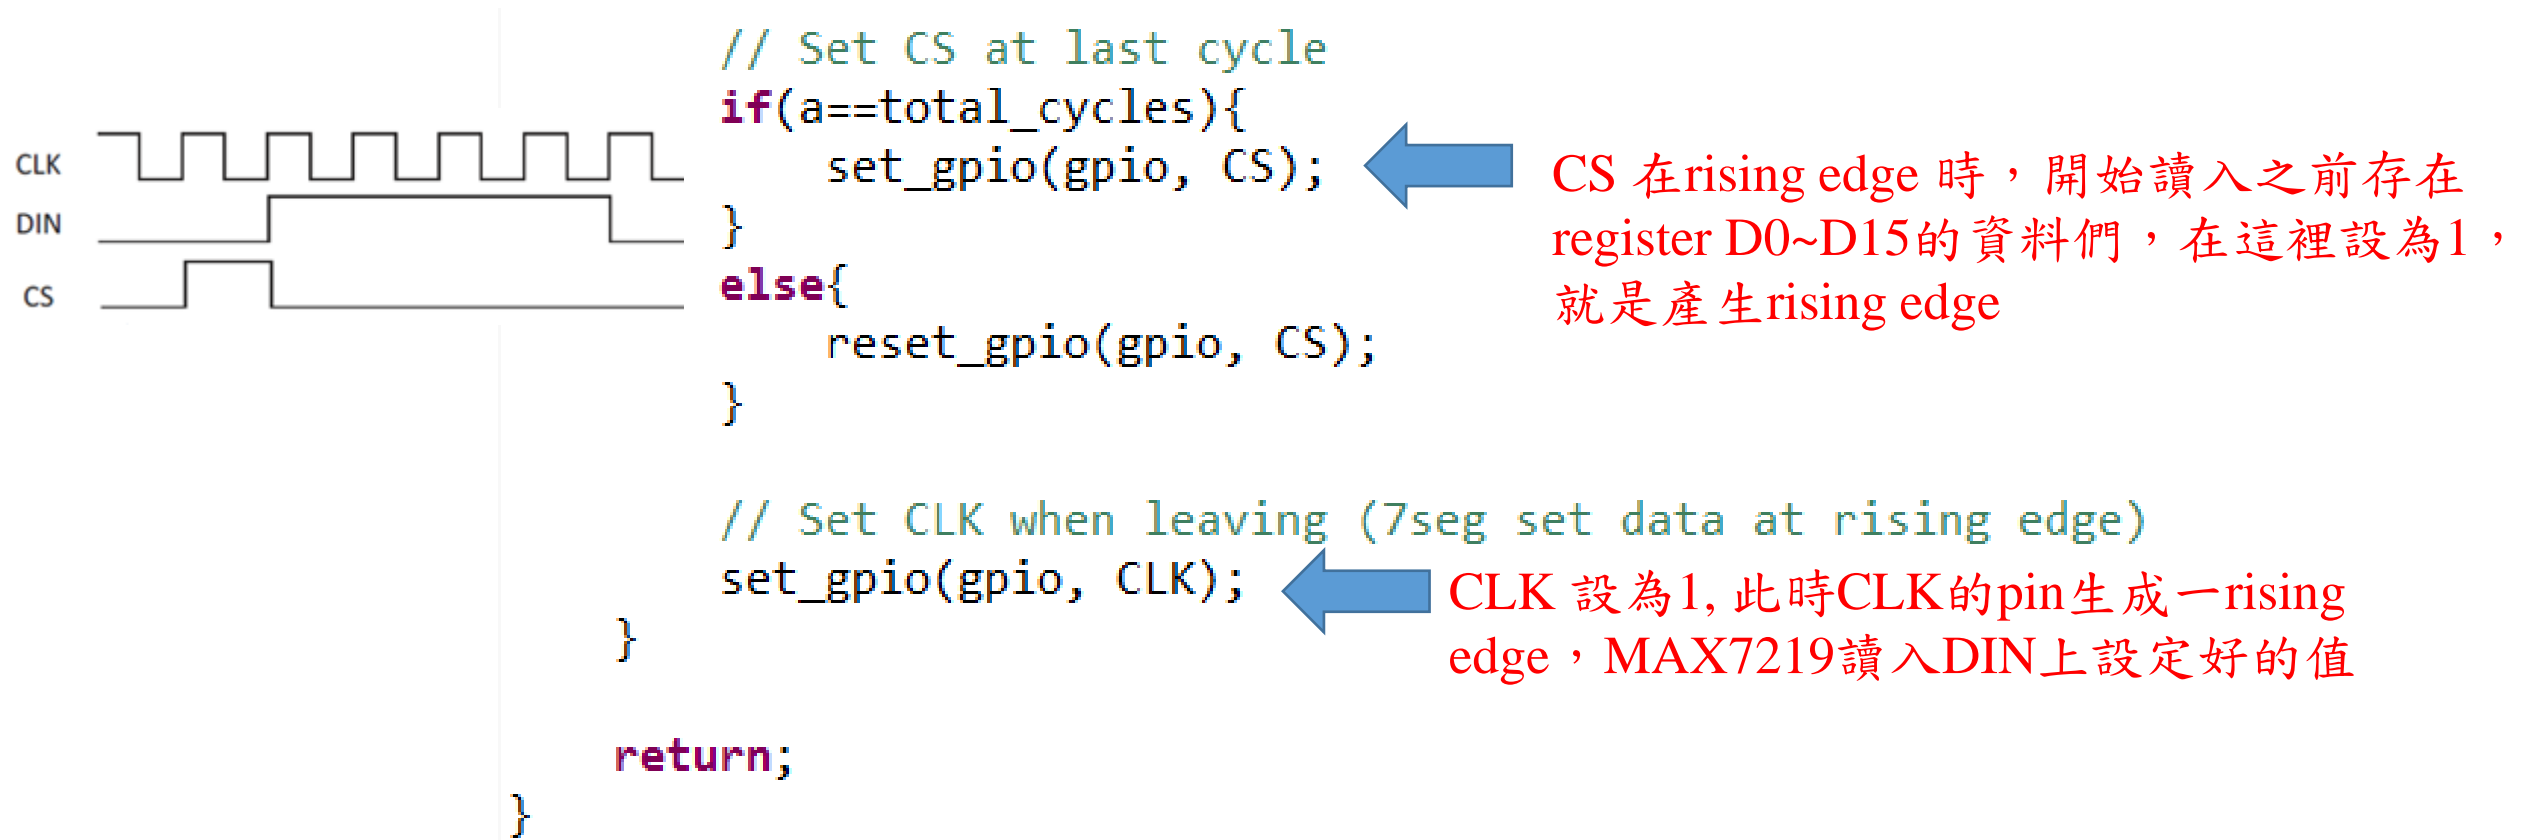 // Set CS at last cycle
if(a==total_cycles){
set_gpio(gpio, CS);
}
else{
reset_gpio(gpio, CS);
}
CLK
DIN
CS
CS 在rising edge 時，開始讀入之前存在
register D0~D15的資料們，在這裡設為1，
就是產生rising edge
// Set CLK when leaving (7seg set data at rising edge)
set_gpio(gpio, CLK);
}
CLK 設為1, 此時CLK的pin生成一rising
edge，MAX7219讀入DIN上設定好的值
return;
}